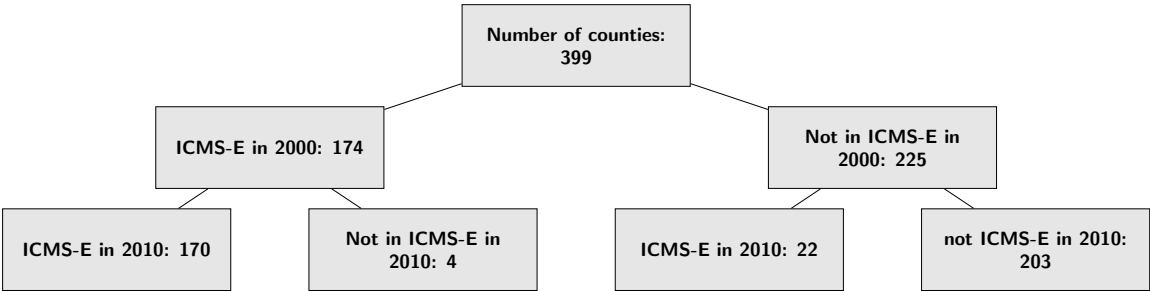 Number of counties:
399
ICMS-E in 2000: 174
Not in ICMS-E in
2000: 225
ICMS-E in 2010: 170
Not in ICMS-E in
2010: 4
ICMS-E in 2010: 22
not ICMS-E in 2010:
203